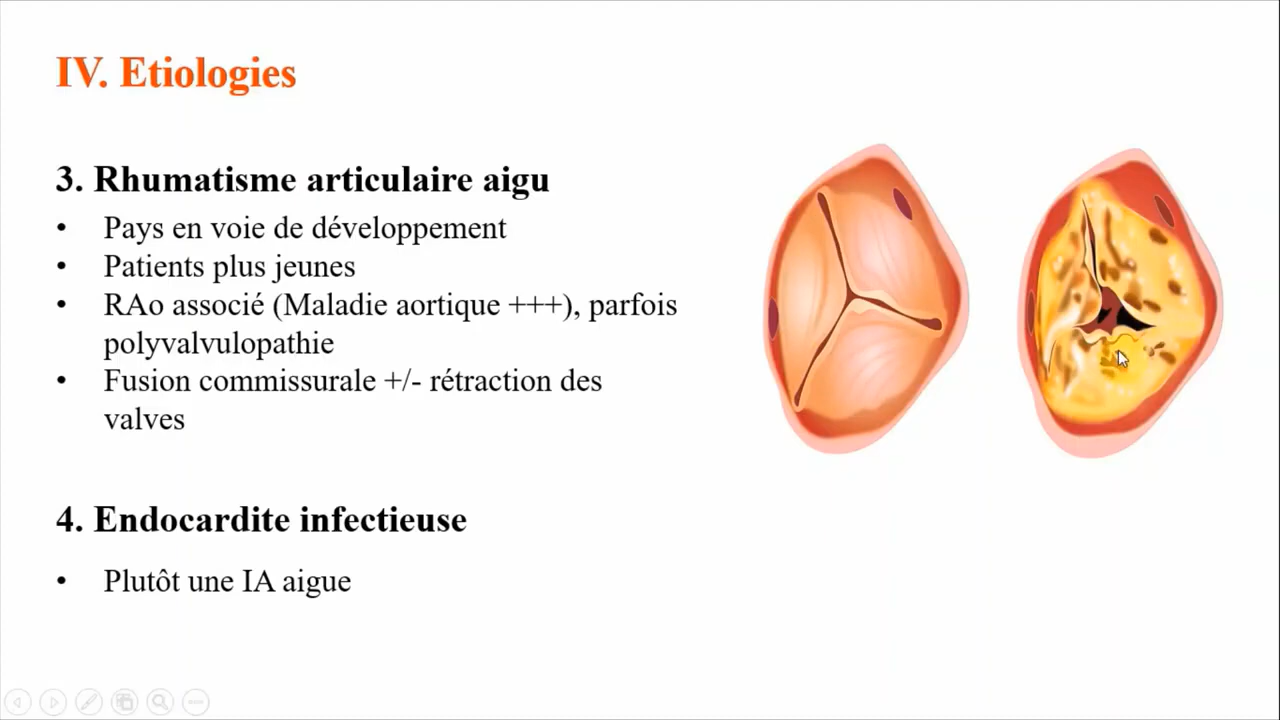 IV. Etiologies
3. Rhumatisme articulaire aigu
• Pays en voie de développement
• Patients plus jeunes
• RAo associé (Maladie aortique +++), parfois
polyvalvulopathie
• Fusion commissurale +/- rétraction des
valves
4. Endocardite infectieuse
• Plutôt une IA aigue